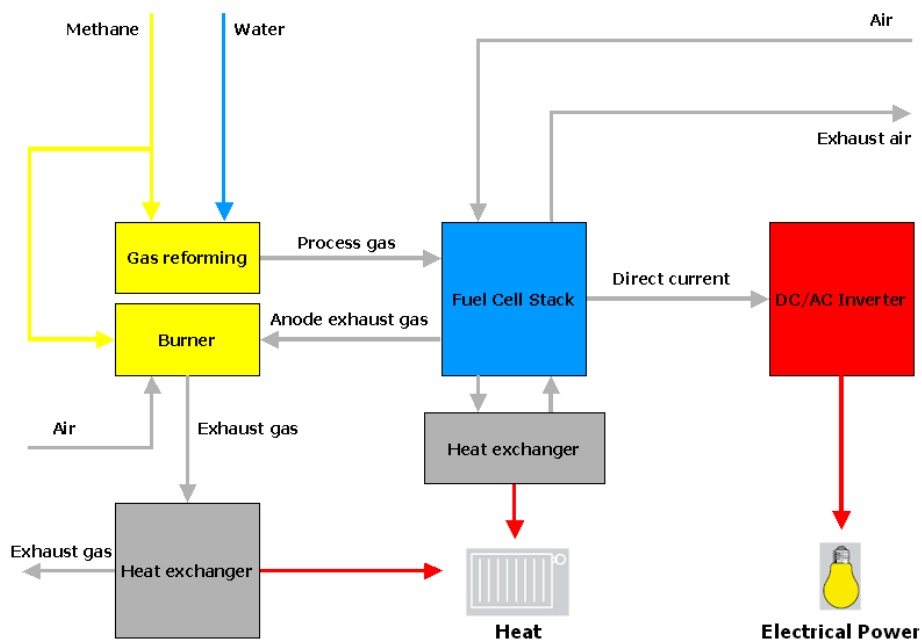 Methane
Water
Air
Exhaust air
Gas reforming
Process gas
Fuel Cell Stack
Direct current
DC/AC Inverter
Burner
Anode exhaust gas
Air
Exhaust gas
Heat exchanger
Exhaust gas
Heat exchanger
Heat
Electrical Power